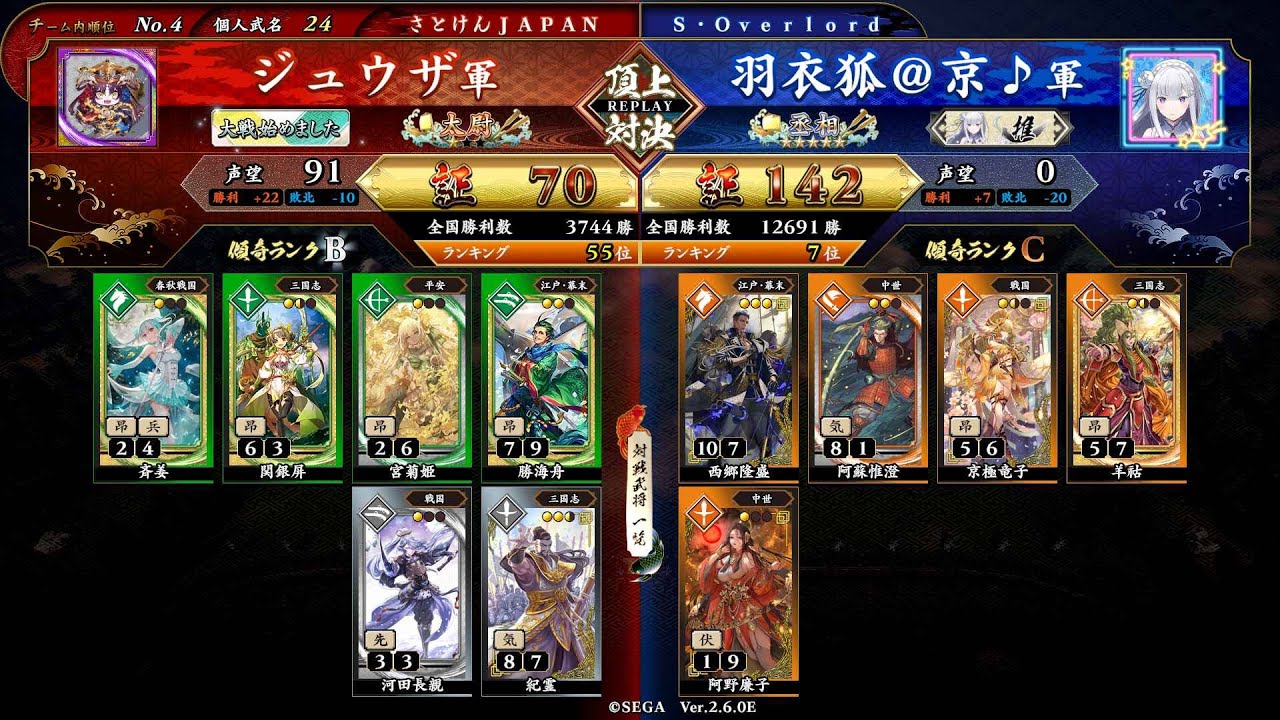 チーム内順位 No.4 個人武名 24 さとけんJAPAN
S・Overlord
ジュウザ軍
頂上
REPLAY
対決
羽衣狐@京♪軍
大戦始めました
太尉
丞相
推
声望 91
勝利 +22 敗北 -10
証 70
証 142
声望 0
勝利 +7 敗北 -20
全国勝利数 3744勝
全国勝利数 12691勝
傾奇ランクB
ランキング 55位
ランキング 7位
傾奇ランクC
春秋戦国
昴 兵
2 4
斉姜
三国志
昴
6 3
関銀屏
平安
昴
2 6
宮菊姫
江戸・幕末
昴
7 9
勝海舟
江戸・幕末
10 7
西郷隆盛
中世
気
8 1
阿蘇惟澄
戦国
昴
5 6
京極竜子
三国志
昴
5 7
羊祜
対戦武将一覧
戦国
先
3 3
河田長親
三国志
気
8 7
紀霊
中世
伏
1 9
阿野廉子
©SEGA Ver.2.6.0E